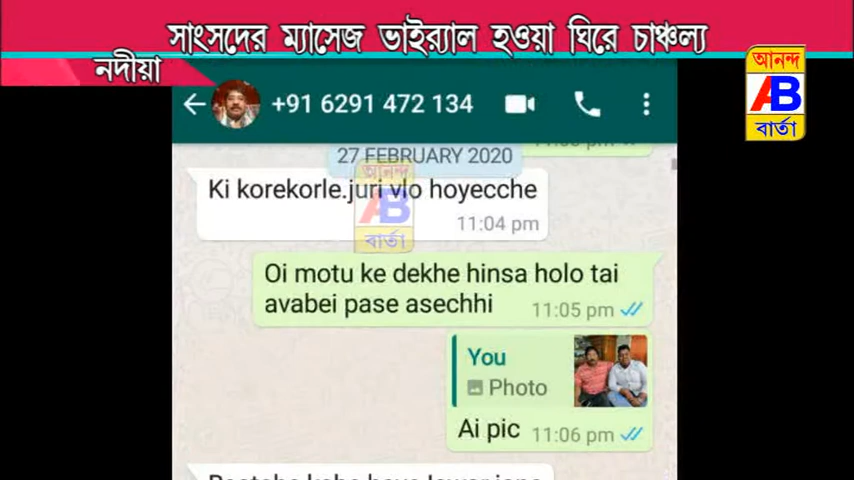 সাংসদের ম্যাসেজ ভাইর‍্যাল হওয়া ঘিরে চাঞ্চল্য
নদীয়া
আনন্দ
AB
বার্তা
+91 6291 472 134
27 FEBRUARY 2020
Ki korekorle.juri vlo hoyecche
11:04 pm
আনন্দ
AB
বার্তা
Oi motu ke dekhe hinsa holo tai
avabei pase asechhi
11:05 pm
You
Photo
Ai pic
11:06 pm